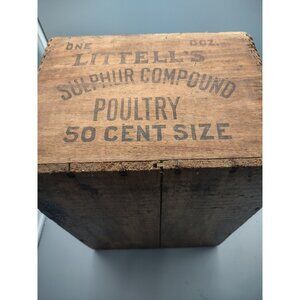 ONE DOZ.
LITTELL'S
SULPHUR COMPOUND
POULTRY
50 CENT SIZE